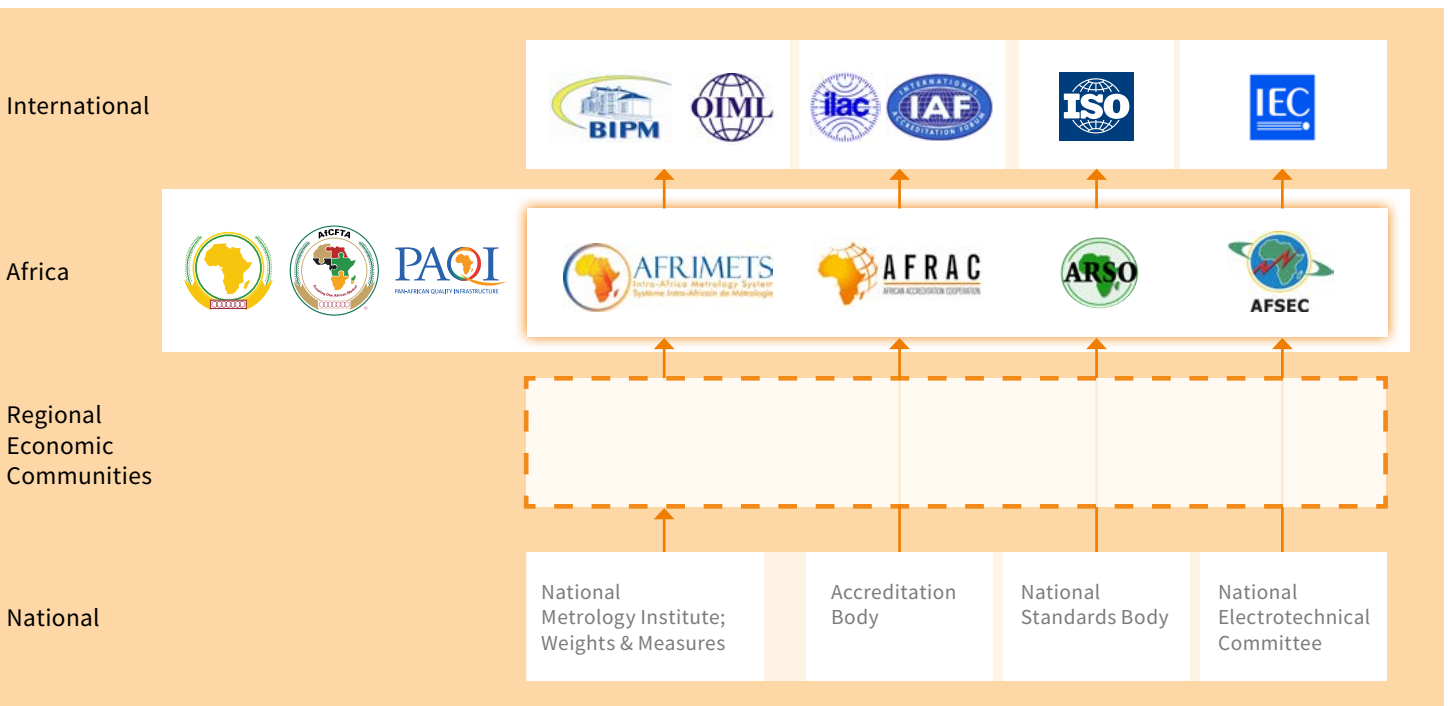 International
BIPM
OIML
ilac
INTERNATIONAL
IAF
ACCREDITATION FORUM
ISO
IEC
Africa
AfCFTA
PAQI
PAN-AFRICAN QUALITY INFRASTRUCTURE
AFRIMETS
Intra-Africa Metrology System
Système Intra-Africain de Métrologie
AFRAC
AFRICAN ACCREDITATION COOPERATION
ARSO
AFSEC
Regional
Economic
Communities
National
National
Metrology Institute;
Weights & Measures
Accreditation
Body
National
Standards Body
National
Electrotechnical
Committee